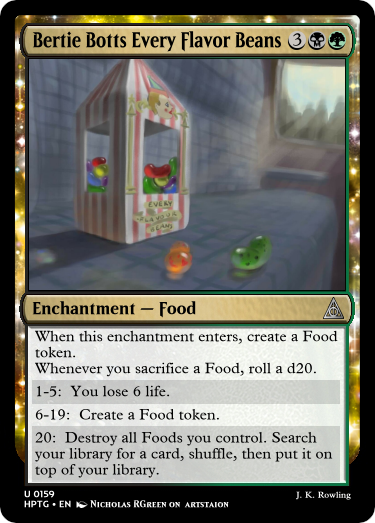 Bertie Botts Every Flavor Beans 3
EVERY
FLAVOUR
BEANS
Enchantment — Food
When this enchantment enters, create a Food
token.
Whenever you sacrifice a Food, roll a d20.
1-5: You lose 6 life.
6-19: Create a Food token.
20: Destroy all Foods you control. Search
your library for a card, shuffle, then put it on
top of your library.
U 0159
HPTG • EN Nicholas RGreen on artstaion
J. K. Rowling